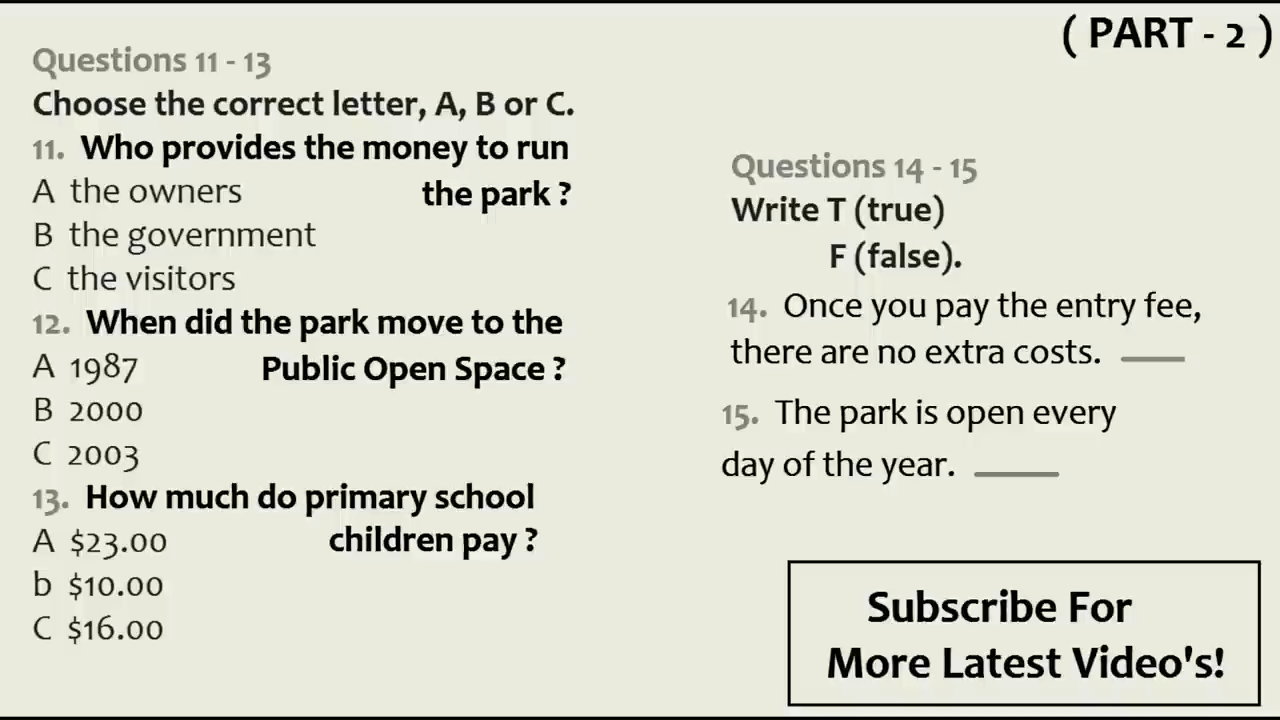 ( PART - 2 )
Questions 11 - 13
Choose the correct letter, A, B or C.
11. Who provides the money to run
the park ?
A the owners
B the government
C the visitors
12. When did the park move to the
Public Open Space ?
A 1987
B 2000
C 2003
13. How much do primary school
children pay ?
A $23.00
b $10.00
C $16.00
Questions 14 - 15
Write T (true)
F (false).
14. Once you pay the entry fee,
there are no extra costs. ____
15. The park is open every
day of the year. ____
Subscribe For
More Latest Video's!